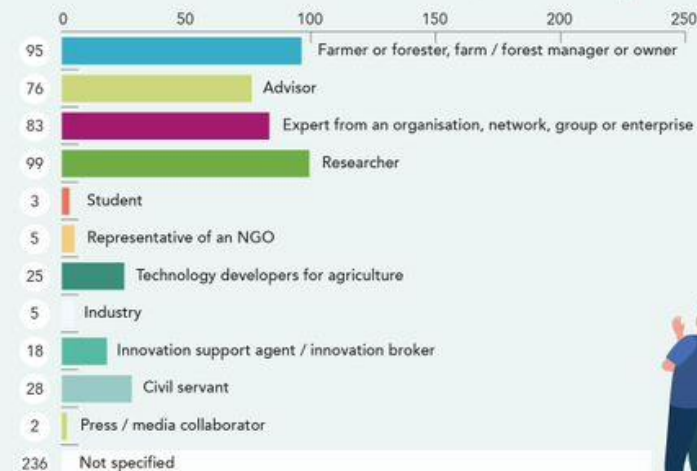 0 50 100 150 200 250
95 Farmer or forester, farm / forest manager or owner
76 Advisor
83 Expert from an organisation, network, group or enterprise
99 Researcher
3 Student
5 Representative of an NGO
25 Technology developers for agriculture
5 Industry
18 Innovation support agent / innovation broker
28 Civil servant
2 Press / media collaborator
236 Not specified